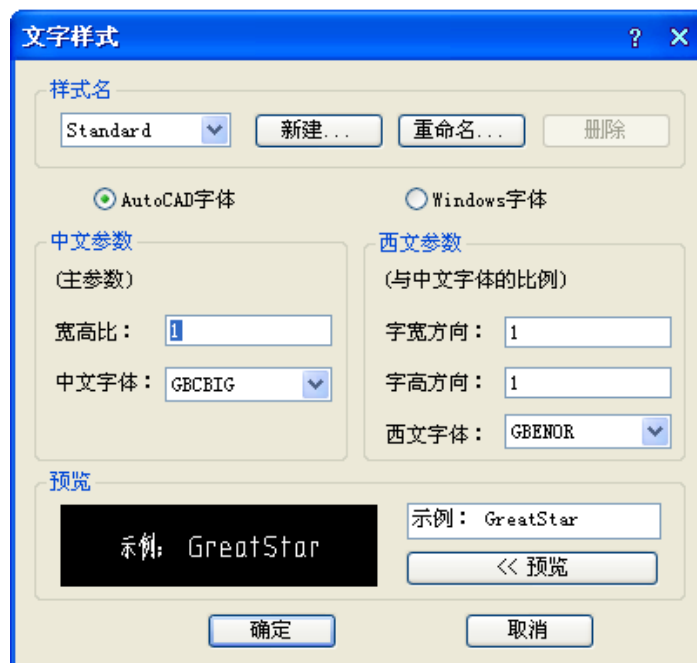 文字样式
样式名
Standard 新建... 重命名... 删除
AutoCAD字体 Windows字体
中文参数
(主参数)
宽高比： 1
中文字体： GBCBIG
西文参数
(与中文字体的比例)
字宽方向： 1
字高方向： 1
西文字体： GBENOR
预览
示例： GreatStar
示例： GreatStar
<< 预览
确定 取消